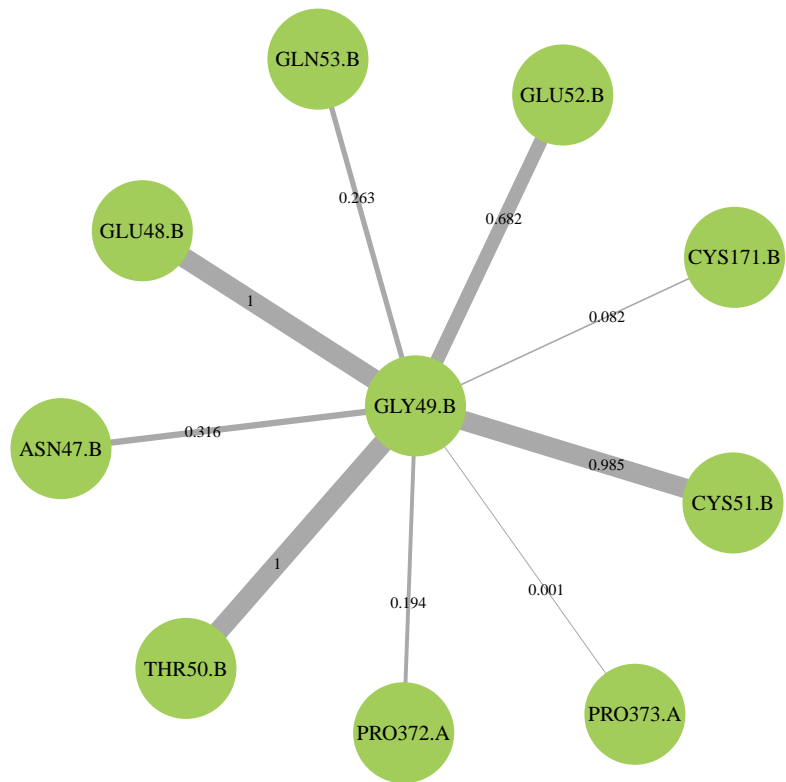 GLN53.B
GLU52.B
0.263
0.682
GLU48.B
CYS171.B
1
0.082
GLY49.B
ASN47.B
0.316
0.985
CYS51.B
1
0.194
0.001
THR50.B
PRO372.A
PRO373.A